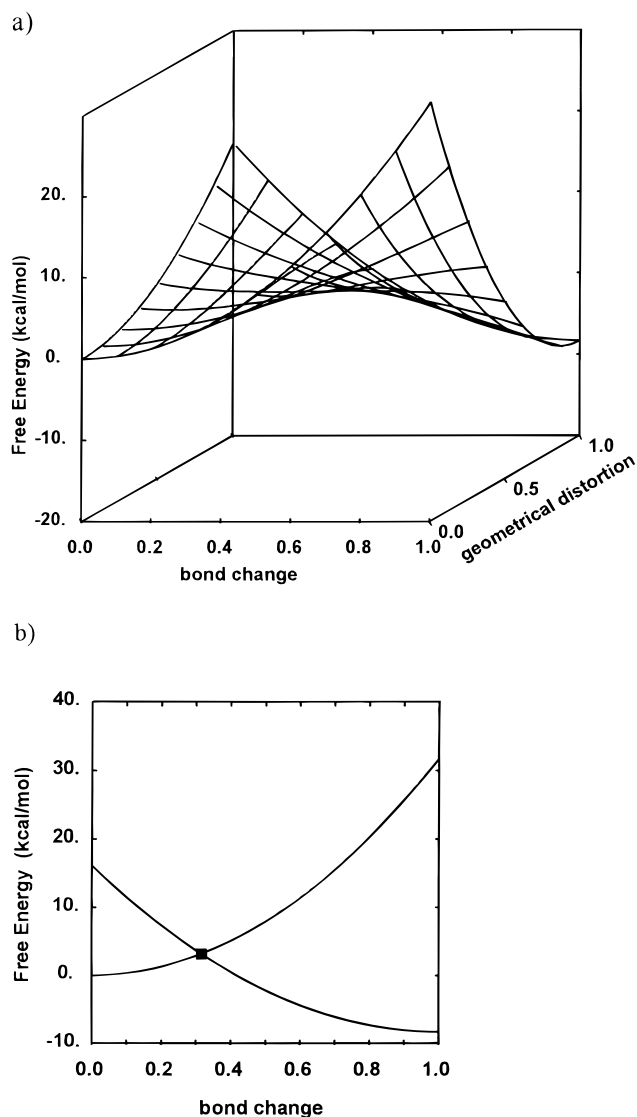 a)
Free Energy (kcal/mol)
20.
10.
0.
-10.
-20.
0.0 0.2 0.4 0.6 0.8 1.0
bond change
0.0
0.5
1.0
geometrical distortion
b)
Free Energy (kcal/mol)
40.
30.
20.
10.
0.
-10.
0.0 0.2 0.4 0.6 0.8 1.0
bond change